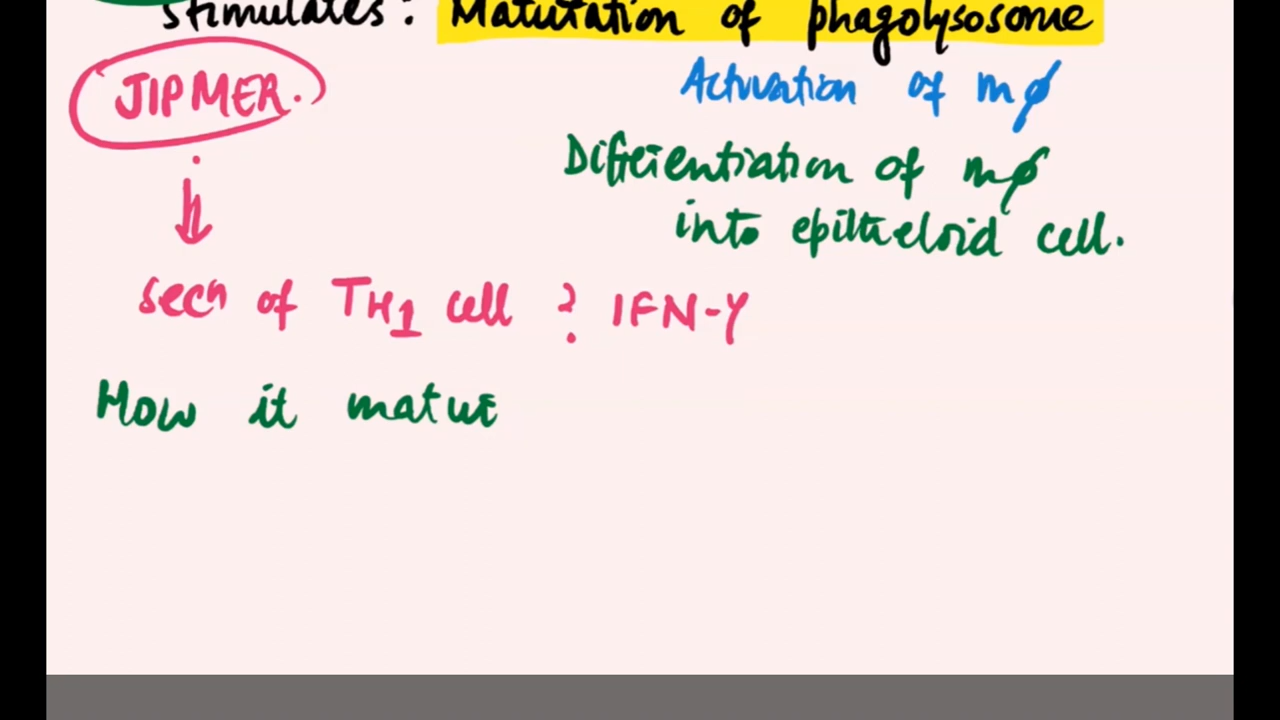 stimulates: Maturation of phagolysosome
JIPMER.
Activation of mϕ
Differentiation of mϕ
into epitheloid cell.
secn of TH1 cell ? IFN-γ
How it mature